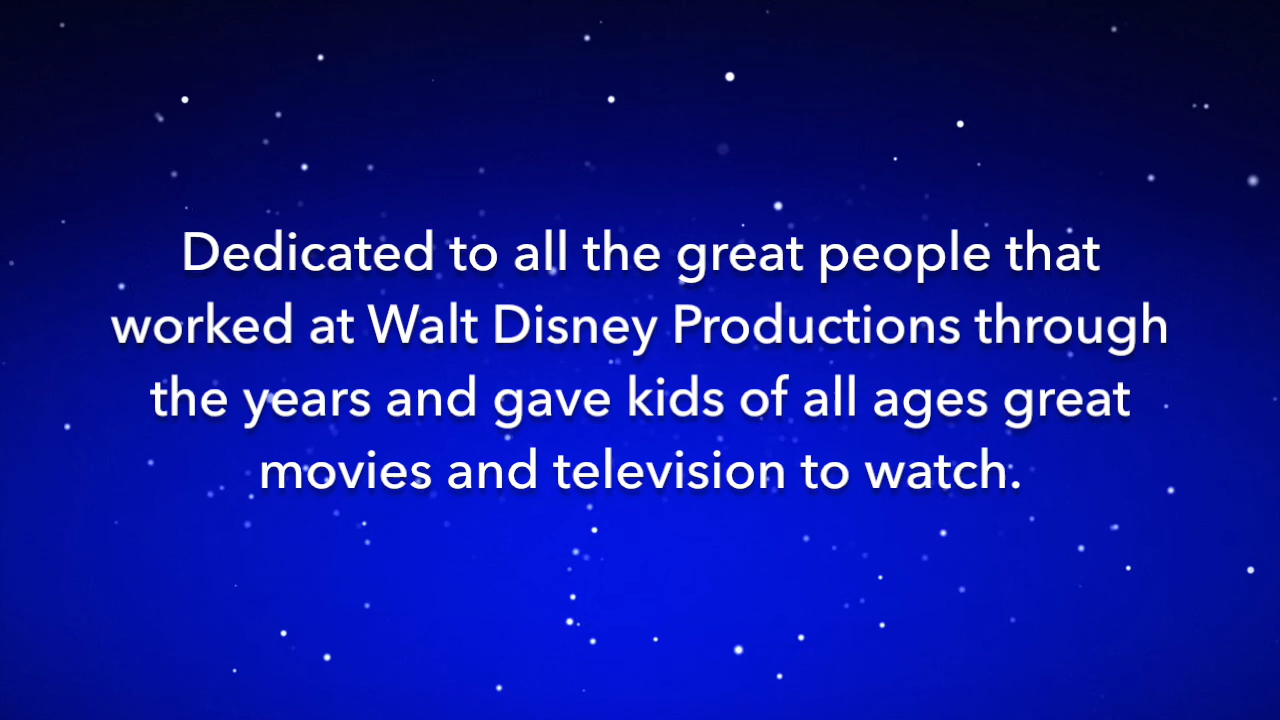 Dedicated to all the great people that
worked at Walt Disney Productions through
the years and gave kids of all ages great
movies and television to watch.